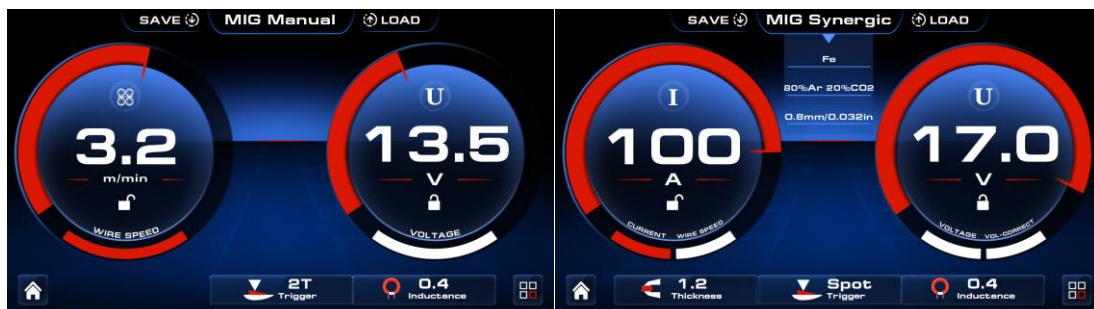 SAVE MIG Manual LOAD
3.2
m/min
WIRE SPEED
U
13.5
V
VOLTAGE
2T
Trigger
0.4
Inductance
SAVE MIG Synergic LOAD
Fe
80%Ar 20%CO2
0.8mm/0.032in
I
100
A
CURRENT WIRE SPEED
U
17.0
V
VOLTAGE VOL-CORRECT
1.2
Thickness
Spot
Trigger
0.4
Inductance